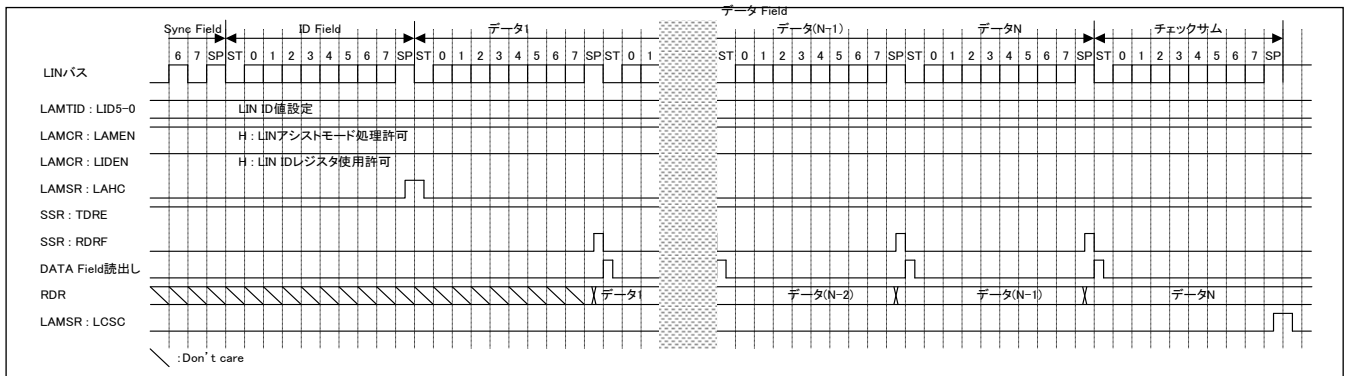 データ Field
Sync Field ID Field データ1 データ(N-1) データN チェックサム
6 7 SP ST 0 1 2 3 4 5 6 7 SP ST 0 1 2 3 4 5 6 7 SP ST 0 1 ST 0 1 2 3 4 5 6 7 SP ST 0 1 2 3 4 5 6 7 SP ST 0 1 2 3 4 5 6 7 SP
LINバス
LAMTID : LID5-0 LIN ID値設定
LAMCR : LAMEN H : LINアシストモード処理許可
LAMCR : LIDEN H : LIN IDレジスタ使用許可
LAMSR : LAHC
SSR : TDRE
SSR : RDRF
DATA Field読出し
RDR データ1 データ(N-2) データ(N-1) データN
LAMSR : LCSC
:Don't care